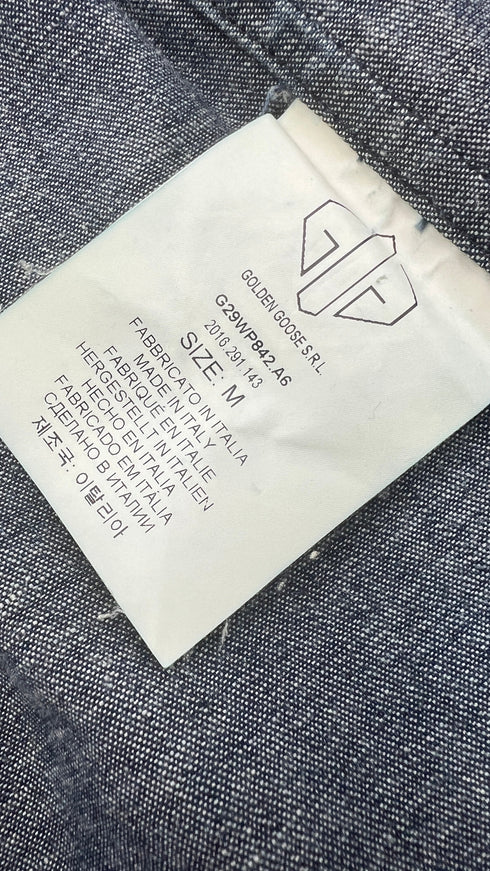 GOLDEN GOOSE S.R.L.
G29WP842.A6
2016.291.143
SIZE: M
FABBRICATO IN ITALIA
MADE IN ITALY
FABRIQUÉ EN ITALIE
HERGESTELLT IN ITALIEN
HECHO EN ITALIA
FABRICADO EM ITALIA
СДЕЛАНО В ИТАЛИИ
제조국: 이탈리아